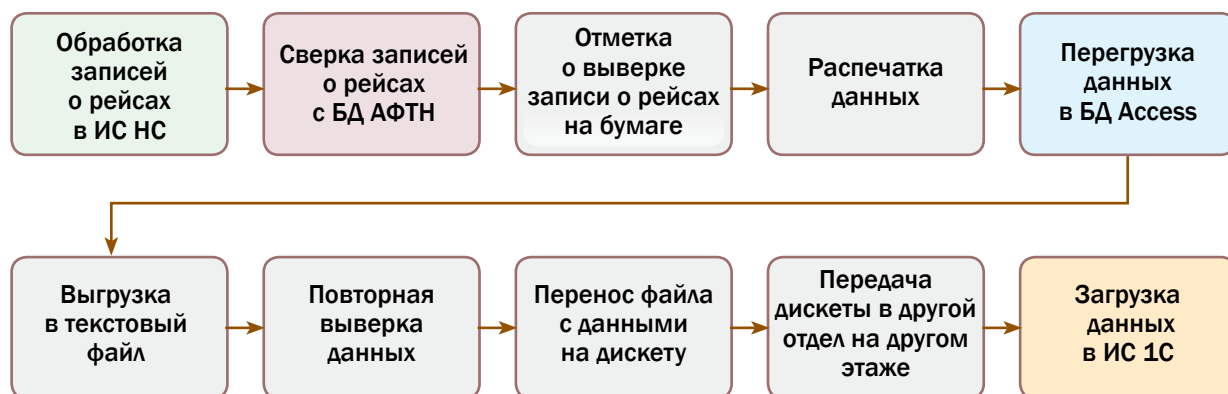 Обработка
записей
о рейсах
в ИС НС
Сверка записей
о рейсах
с БД АФТН
Отметка
о выверке
записи о рейсах
на бумаге
Распечатка
данных
Перегрузка
данных
в БД Access
Выгрузка
в текстовый
файл
Повторная
выверка
данных
Перенос файла
с данными
на дискету
Передача
дискеты в другой
отдел на другом
этаже
Загрузка
данных
в ИС 1С